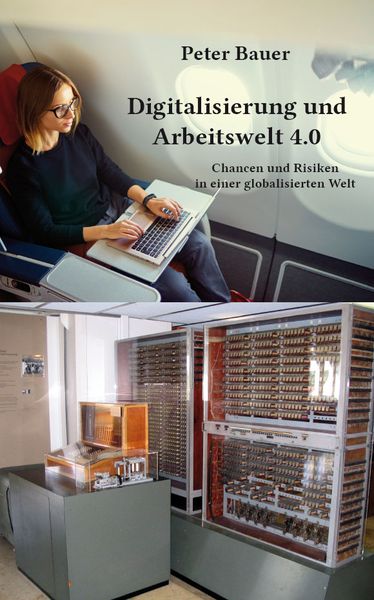 Peter Bauer
Digitalisierung und
Arbeitswelt 4.0
Chancen und Risiken
in einer globalisierten Welt